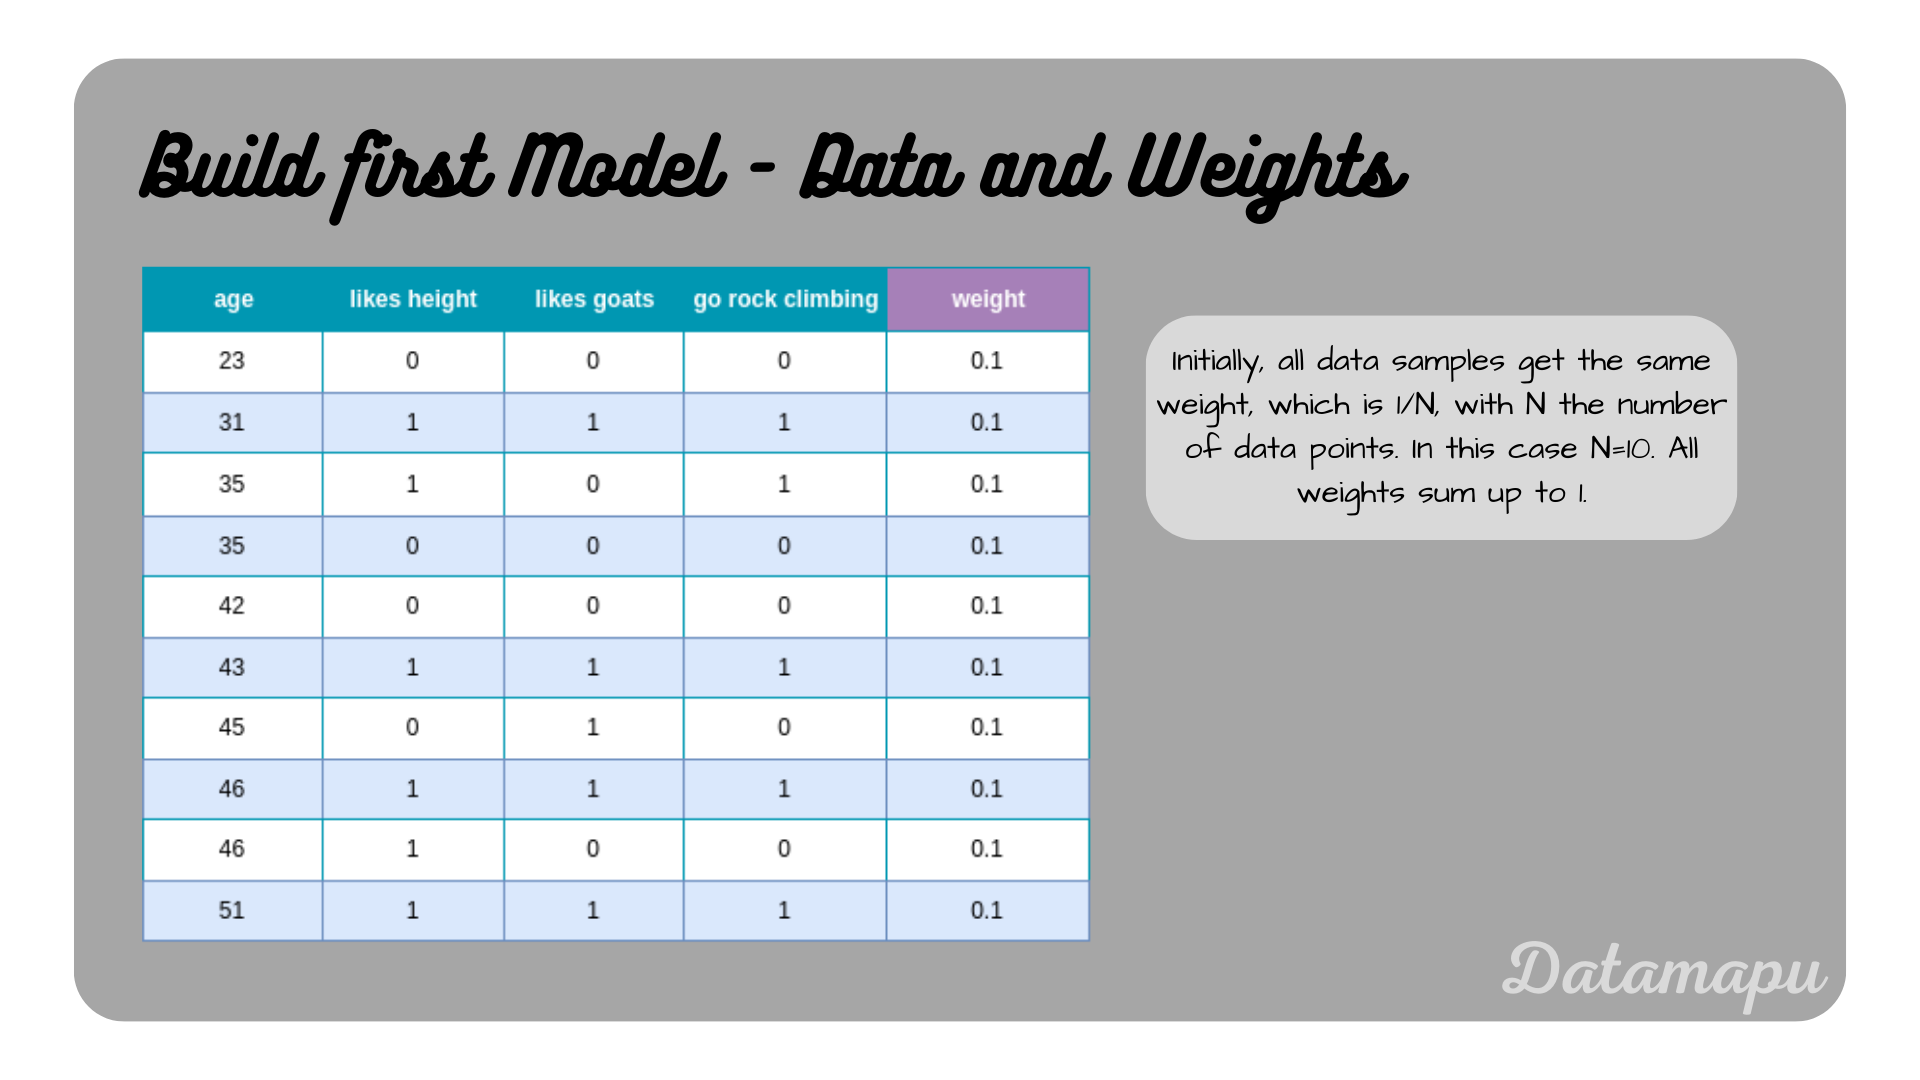 Build first Model - Data and Weights
age likes height likes goats go rock climbing weight
23 0 0 0 0.1
31 1 1 1 0.1
35 1 0 1 0.1
35 0 0 0 0.1
42 0 0 0 0.1
43 1 1 1 0.1
45 0 1 0 0.1
46 1 1 1 0.1
46 1 0 0 0.1
51 1 1 1 0.1
Initially, all data samples get the same
weight, which is 1/N, with N the number
of data points. In this case N=10. All
weights sum up to 1.
Datamapu